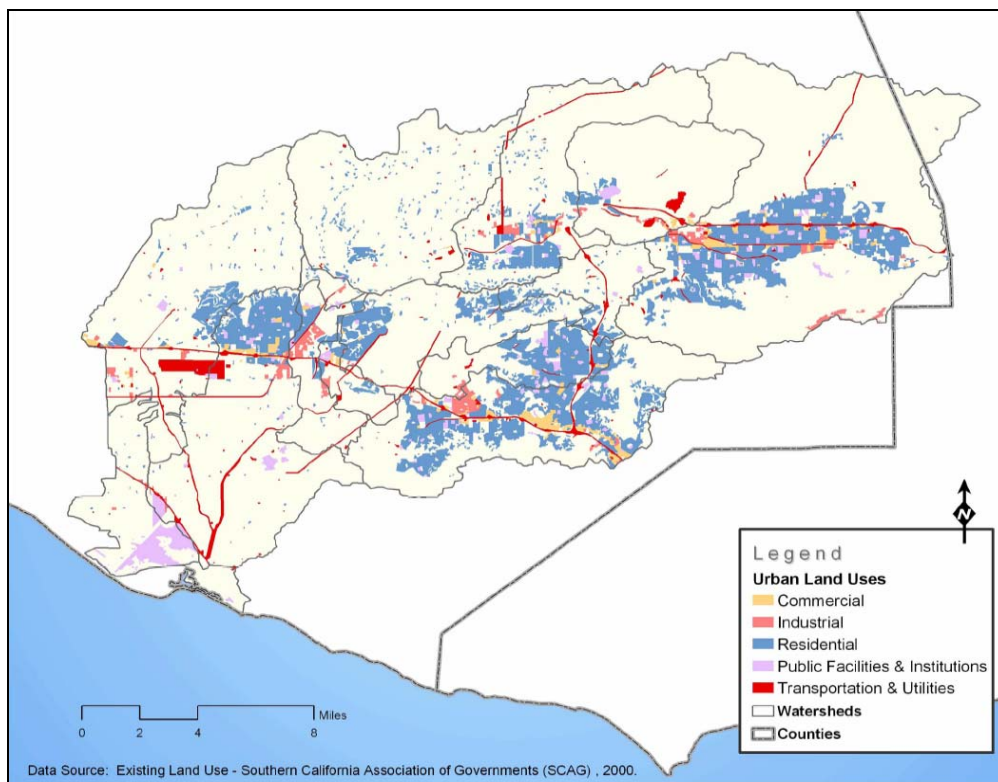 N
Legend
Urban Land Uses
Commercial
Industrial
Residential
Public Facilities & Institutions
Transportation & Utilities
Watersheds
Counties
0 2 4 8 Miles
Data Source: Existing Land Use - Southern California Association of Governments (SCAG) , 2000.